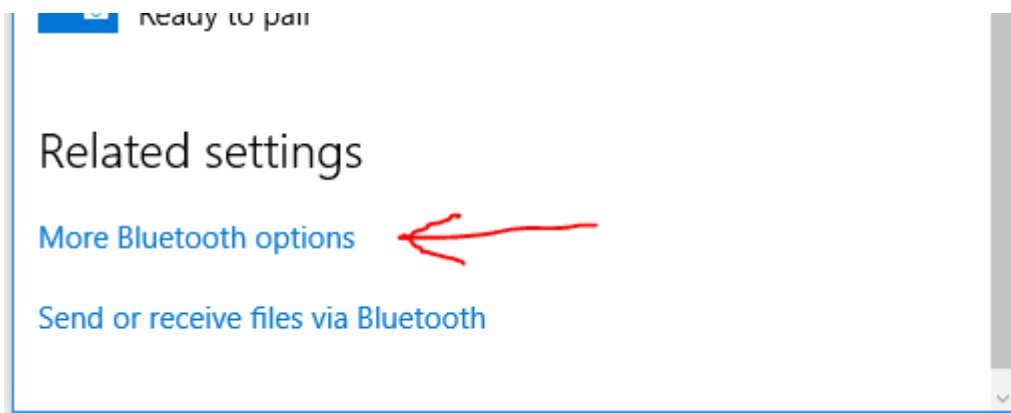 Ready to pair
Related settings
More Bluetooth options
Send or receive files via Bluetooth